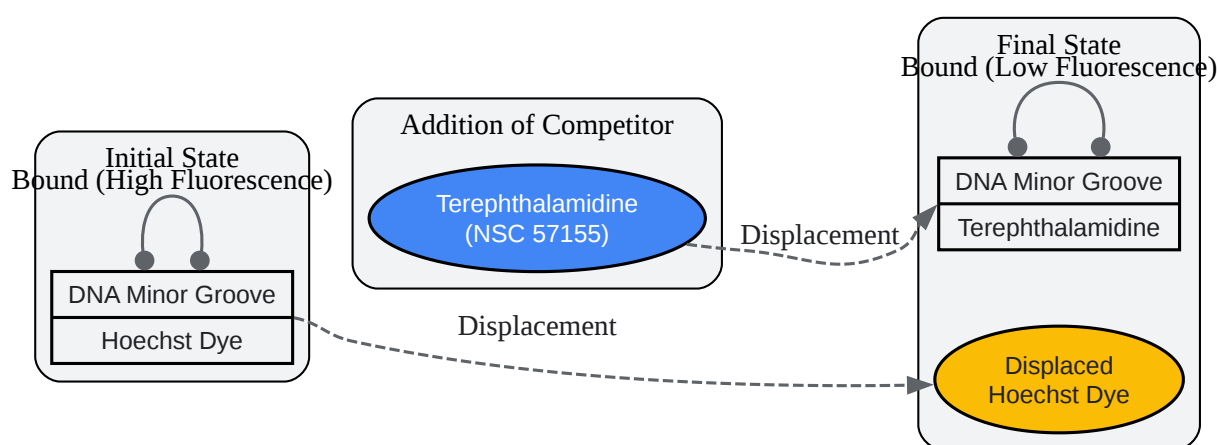 Initial State
Bound (High Fluorescence)
DNA Minor Groove
Hoechst Dye
Addition of Competitor
Terephthalamidine
(NSC 57155)
Displacement
Displacement
Final State
Bound (Low Fluorescence)
DNA Minor Groove
Terephthalamidine
Displaced
Hoechst Dye